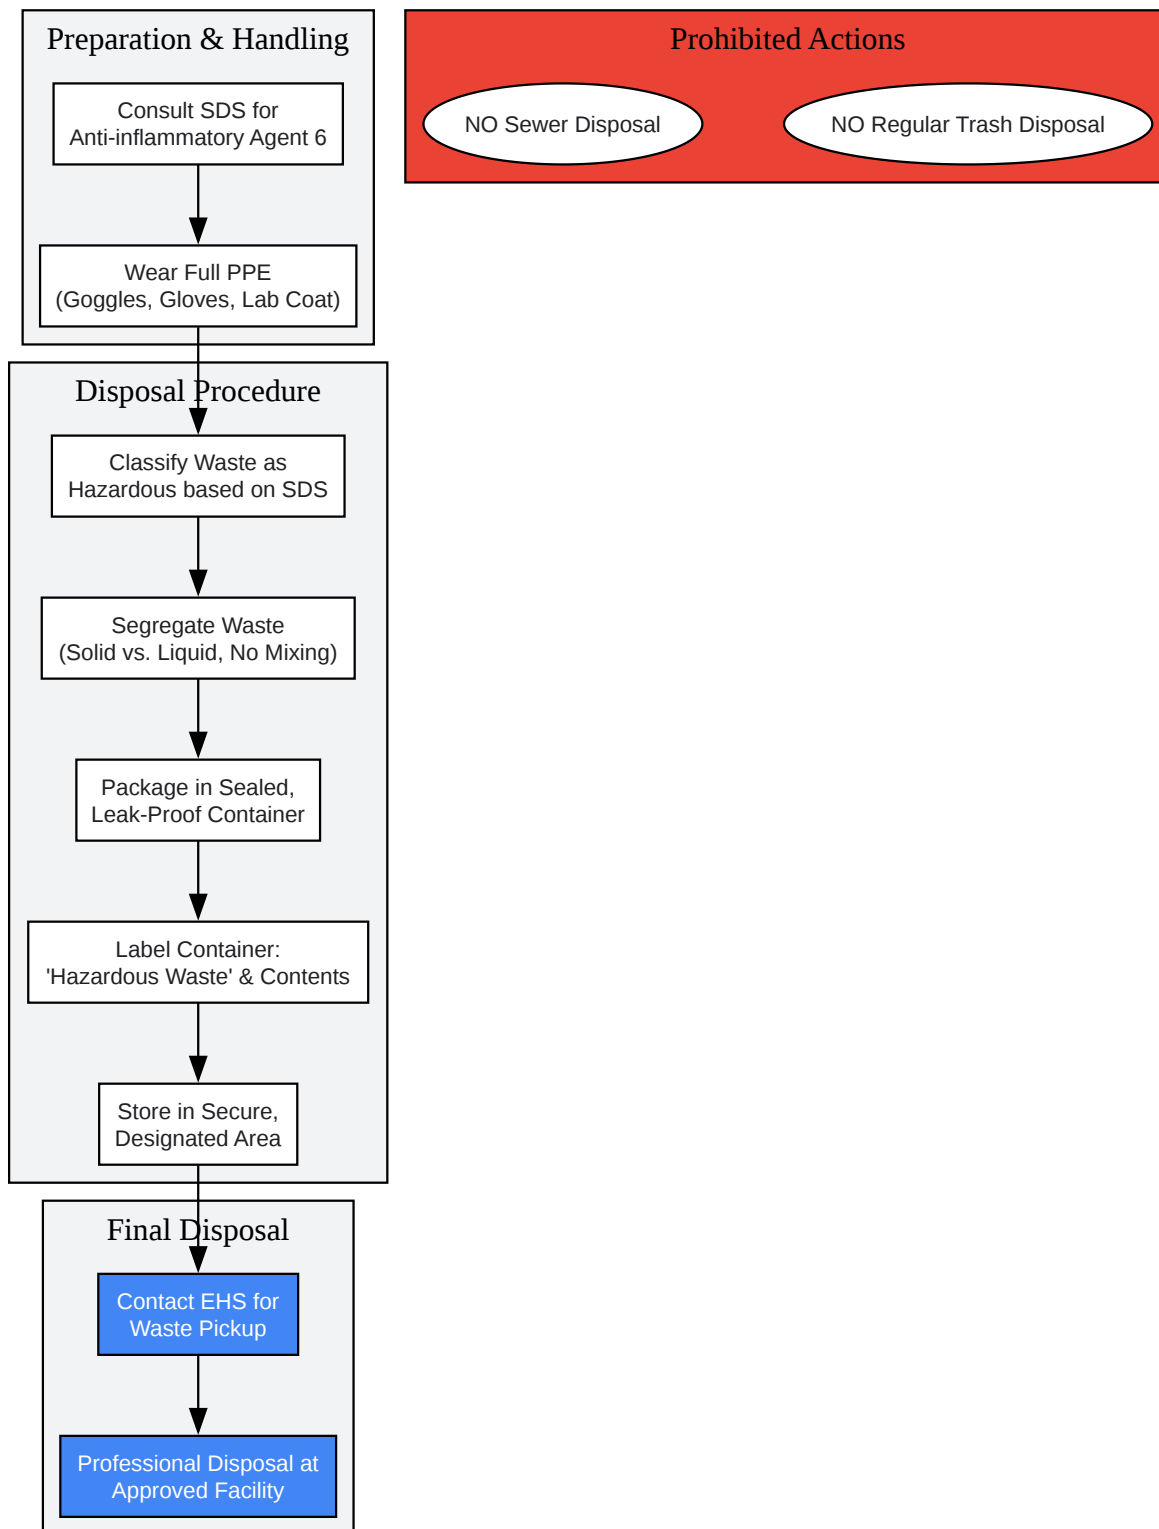 Preparation & Handling
Consult SDS for
Anti-inflammatory Agent 6
Wear Full PPE
(Goggles, Gloves, Lab Coat)
Prohibited Actions
NO Sewer Disposal
NO Regular Trash Disposal
Disposal Procedure
Classify Waste as
Hazardous based on SDS
Segregate Waste
(Solid vs. Liquid, No Mixing)
Package in Sealed,
Leak-Proof Container
Label Container:
'Hazardous Waste' & Contents
Store in Secure,
Designated Area
Final Disposal
Contact EHS for
Waste Pickup
Professional Disposal at
Approved Facility